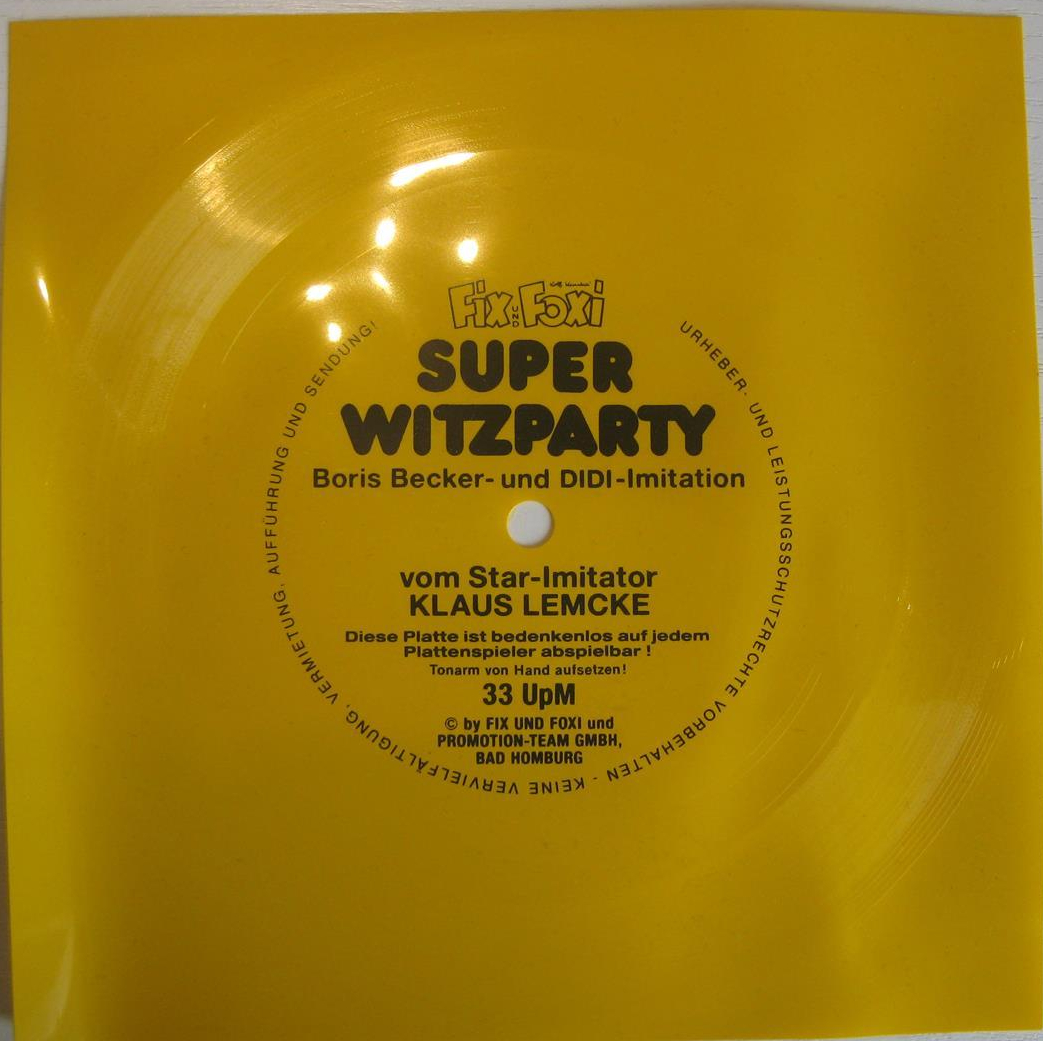 FIX UND FOXI
SUPER
WITZPARTY
Boris Becker- und DIDI-Imitation
vom Star-Imitator
KLAUS LEMCKE
Diese Platte ist bedenkenlos auf jedem
Plattenspieler abspielbar !
Tonarm von Hand aufsetzen!
33 UpM
© by FIX UND FOXI und
PROMOTION-TEAM GMBH,
BAD HOMBURG
URHEBER- UND LEISTUNGSSCHUTZRECHTE VORBEHALTEN - KEINE VERVIELFÄLTIGUNG, VERMIETUNG, AUFFÜHRUNG UND SENDUNG!